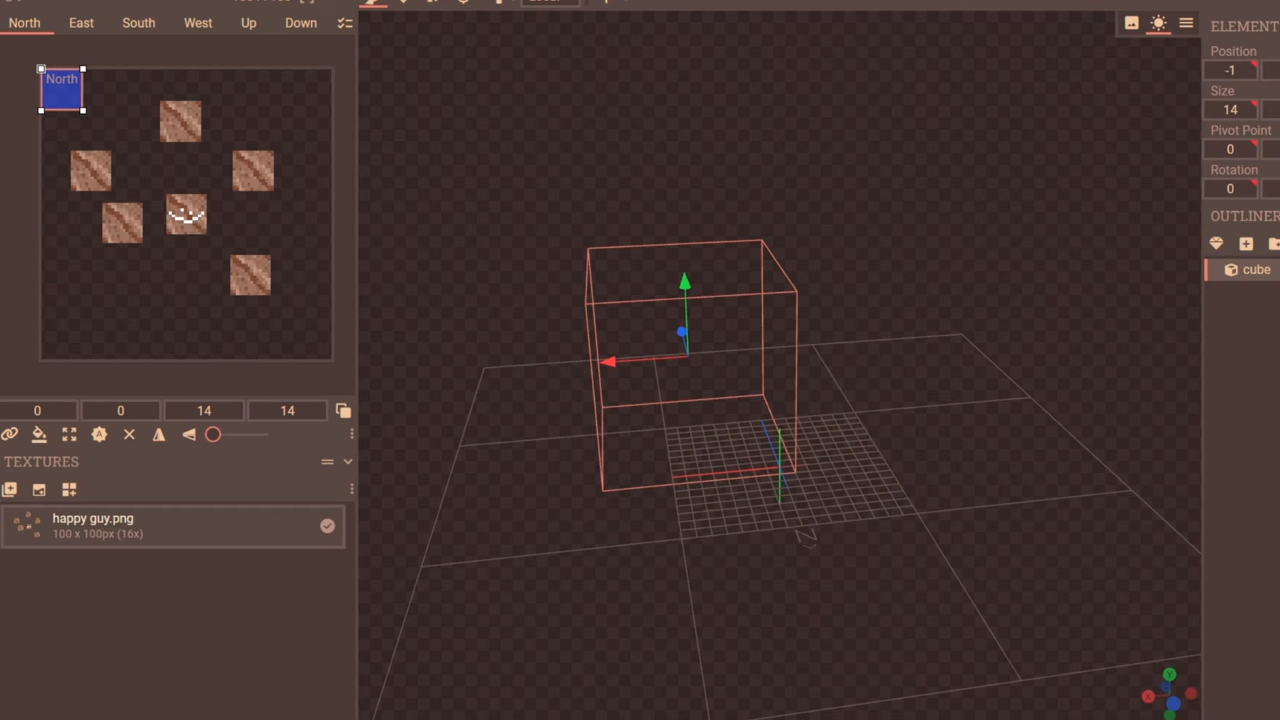 North East South West Up Down
North
0 0 14 14
TEXTURES
happy guy.png
100 x 100px (16x)
N
ELEMENT
Position
-1
Size
14
Pivot Point
0
Rotation
0
OUTLINER
cube
Y
X